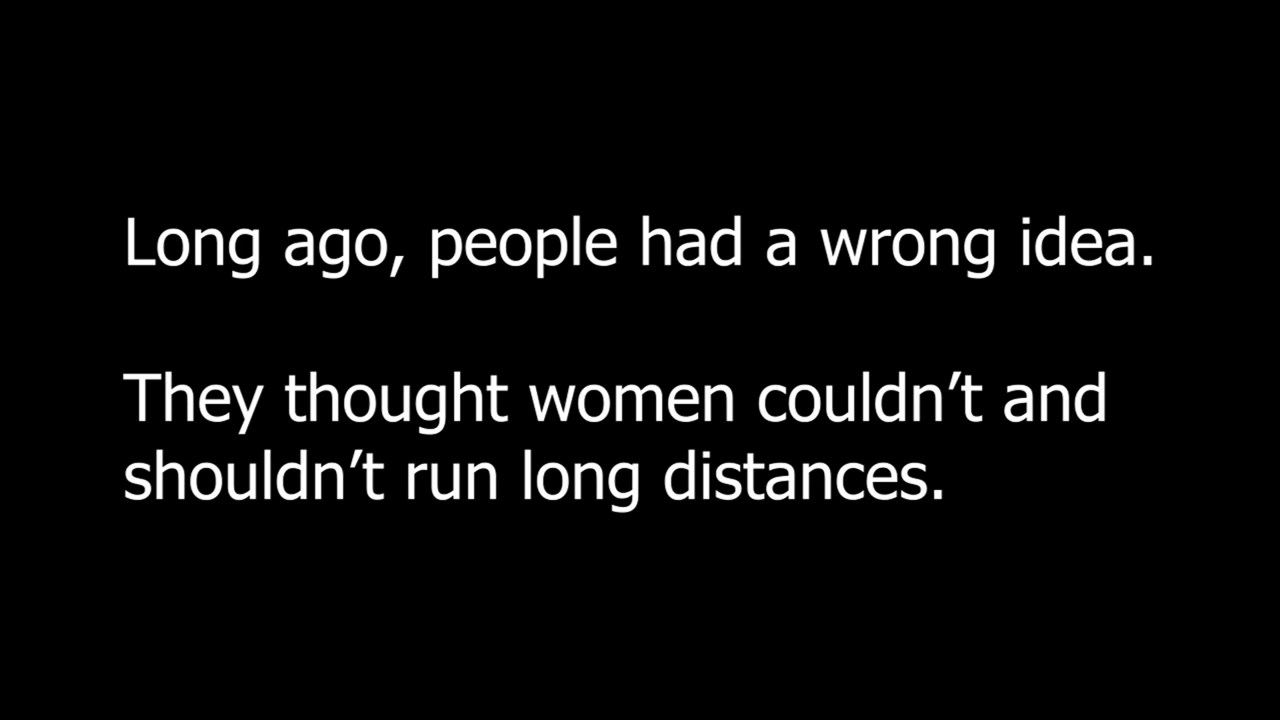 Long ago, people had a wrong idea.
They thought women couldn’t and
shouldn’t run long distances.